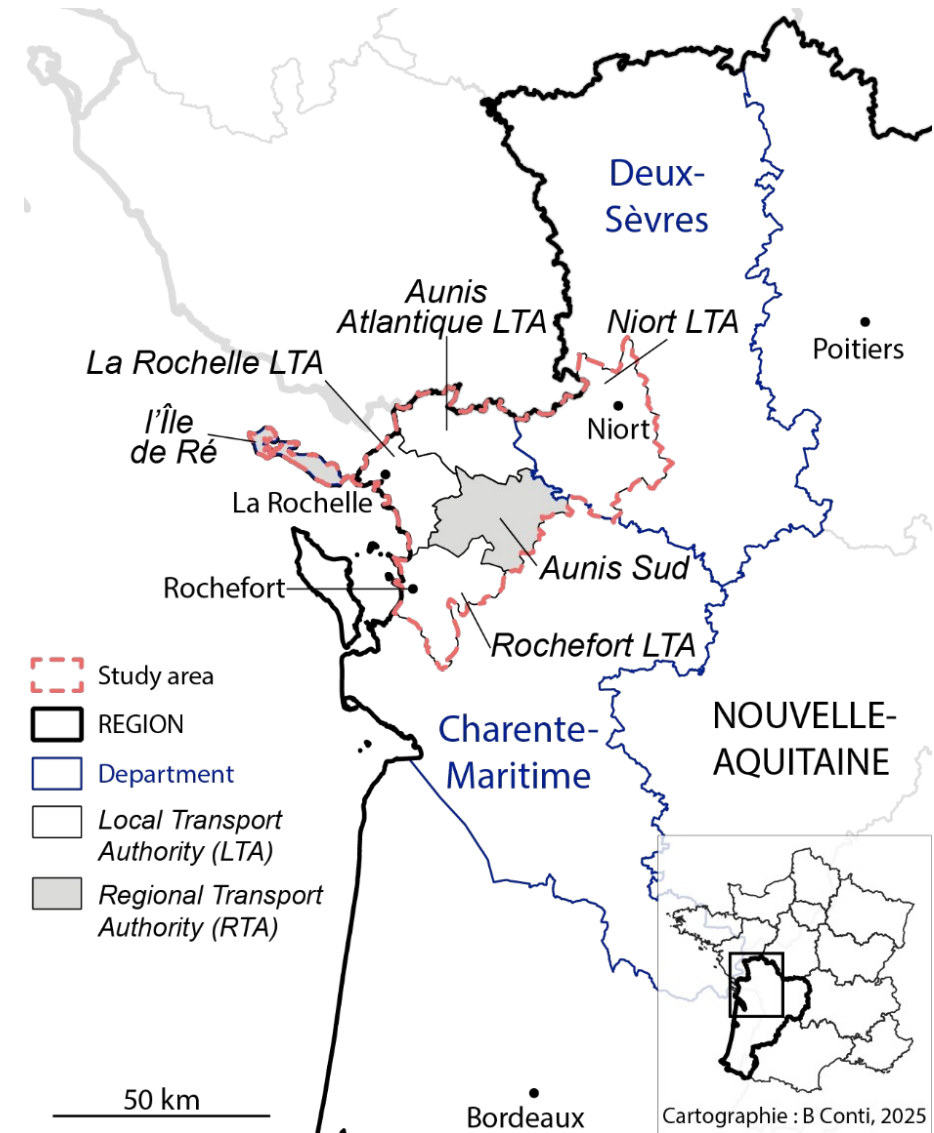 Deux-
Sèvres
Aunis
Atlantique LTA
Niort LTA
Poitiers
La Rochelle LTA
l'Île
de Ré
Niort
La Rochelle
Aunis Sud
Rochefort
Rochefort LTA
Study area
REGION
Department
Local Transport
Authority (LTA)
Regional Transport
Authority (RTA)
Charente-
Maritime
NOUVELLE-
AQUITAINE
50 km
Bordeaux
Cartographie : B Conti, 2025